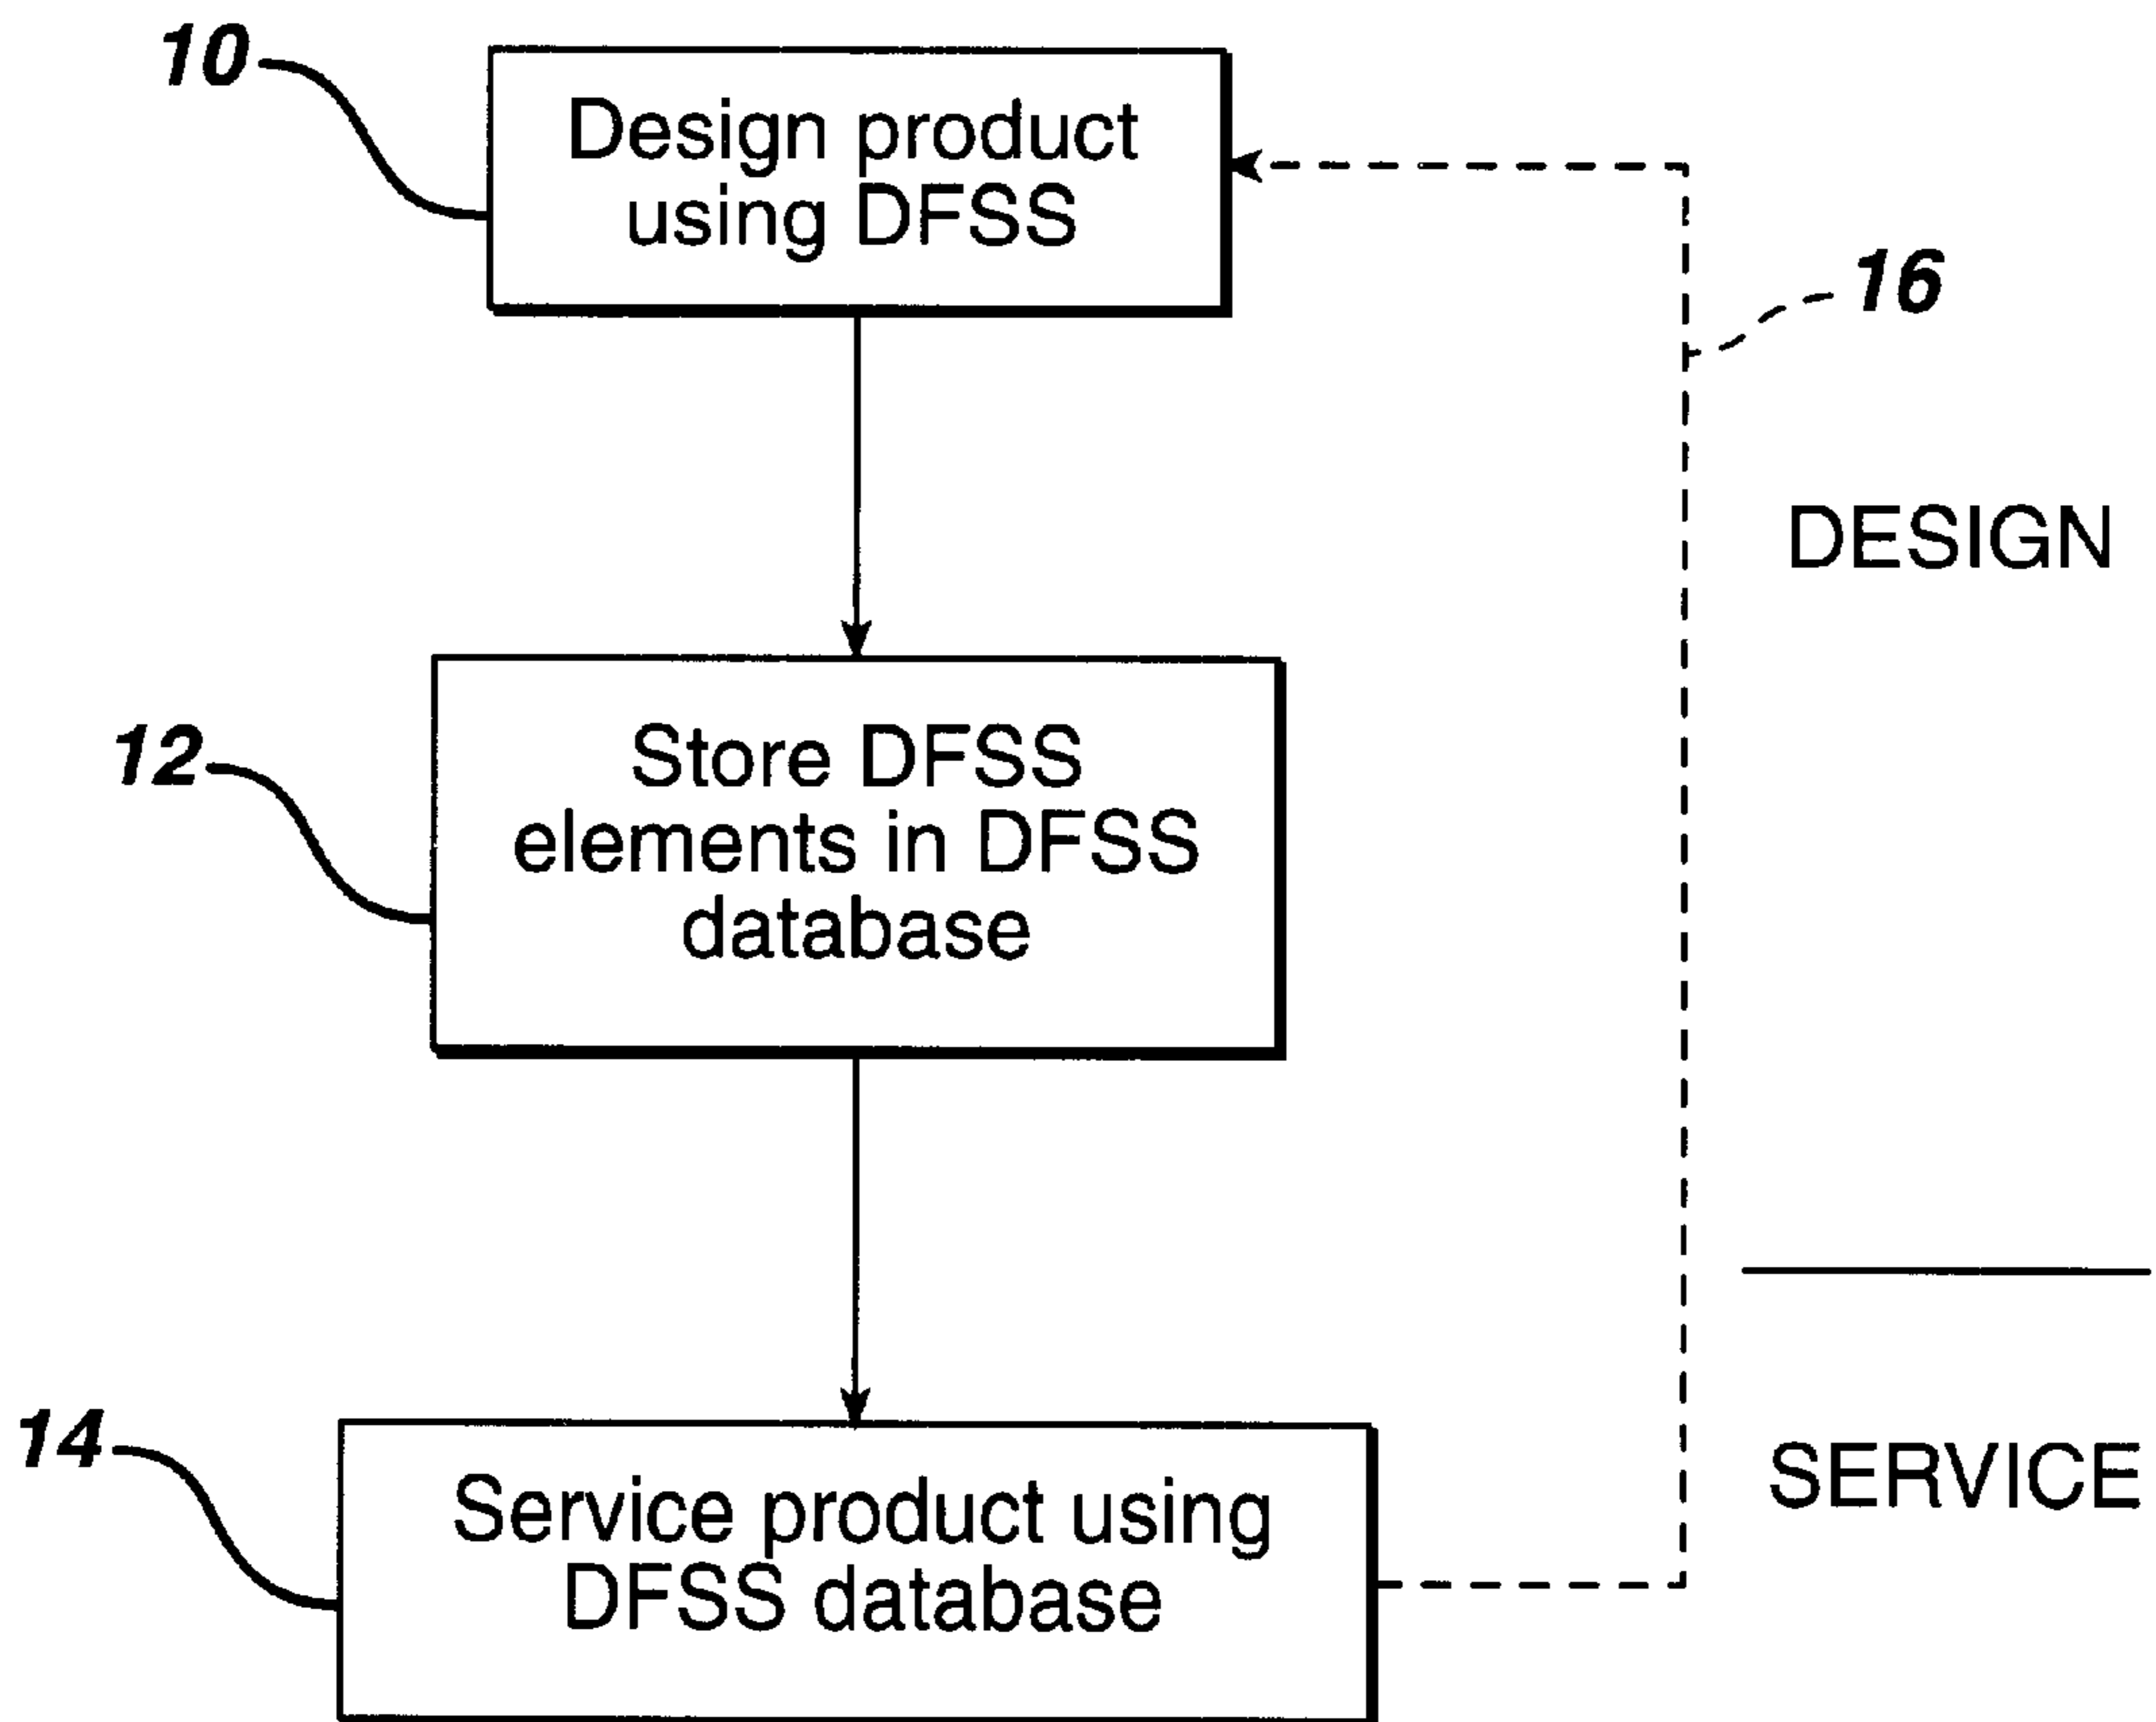 10
Design product
using DFSS
16
DESIGN
12
Store DFSS
elements in DFSS
database
14
Service product using
DFSS database
SERVICE